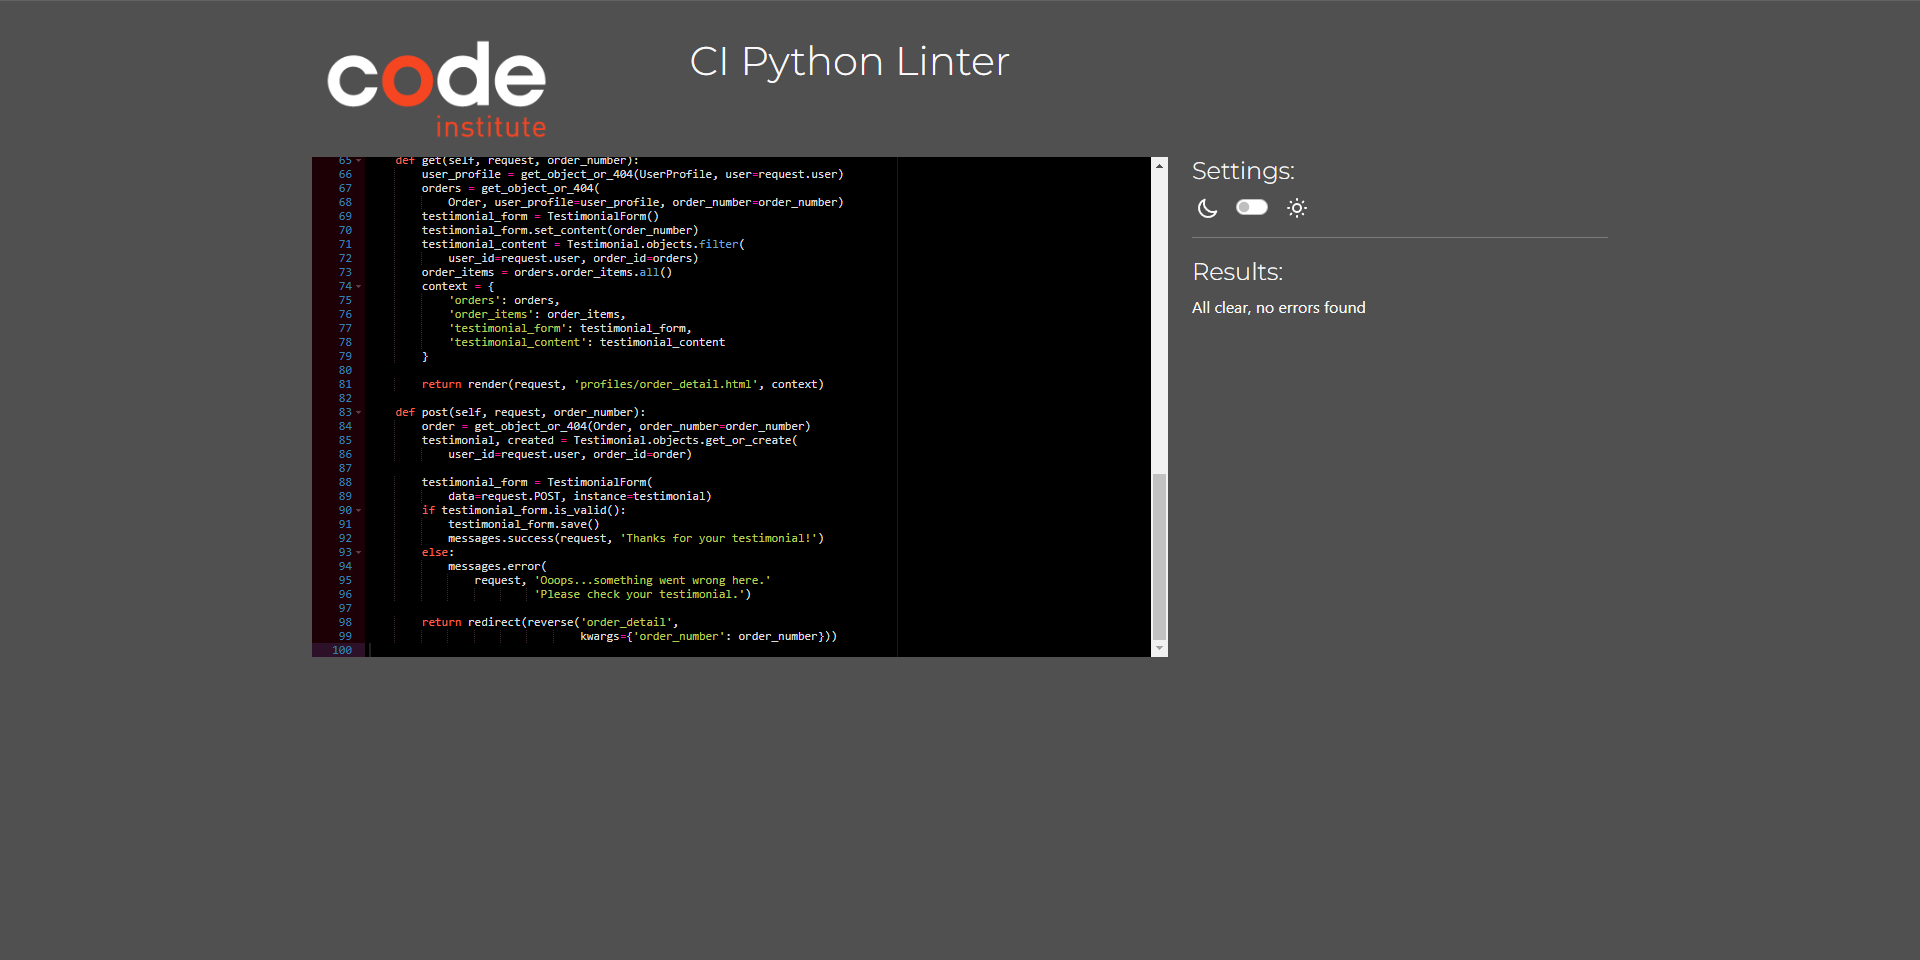 code
institute
CI Python Linter
65 def get(self, request, order_number):
66 user_profile = get_object_or_404(UserProfile, user=request.user)
67 orders = get_object_or_404(
68 Order, user_profile=user_profile, order_number=order_number)
69 testimonial_form = TestimonialForm()
70 testimonial_form.set_content(order_number)
71 testimonial_content = Testimonial.objects.filter(
72 user_id=request.user, order_id=orders)
73 order_items = orders.order_items.all()
74 context = {
75 'orders': orders,
76 'order_items': order_items,
77 'testimonial_form': testimonial_form,
78 'testimonial_content': testimonial_content
79 }
80
81 return render(request, 'profiles/order_detail.html', context)
82
83 def post(self, request, order_number):
84 order = get_object_or_404(Order, order_number=order_number)
85 testimonial, created = Testimonial.objects.get_or_create(
86 user_id=request.user, order_id=order)
87
88 testimonial_form = TestimonialForm(
89 data=request.POST, instance=testimonial)
90 if testimonial_form.is_valid():
91 testimonial_form.save()
92 messages.success(request, 'Thanks for your testimonial!')
93 else:
94 messages.error(
95 request, 'Ooops...something went wrong here.'
96 'Please check your testimonial.')
97
98 return redirect(reverse('order_detail',
99 kwargs={'order_number': order_number}))
100
Settings:
Results:
All clear, no errors found